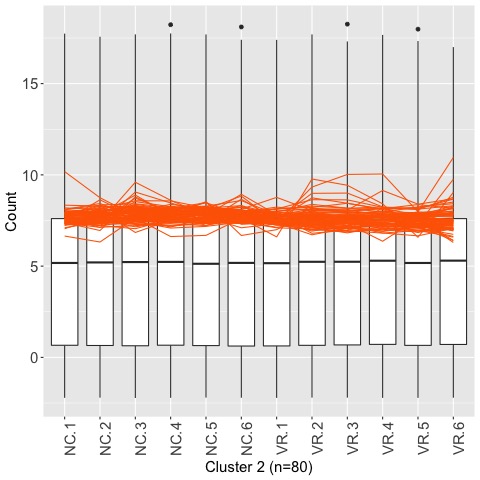 15
10
5
0
Count
NC.1
NC.2
NC.3
NC.4
NC.5
NC.6
VR.1
VR.2
VR.3
VR.4
VR.5
VR.6
Cluster 2 (n=80)